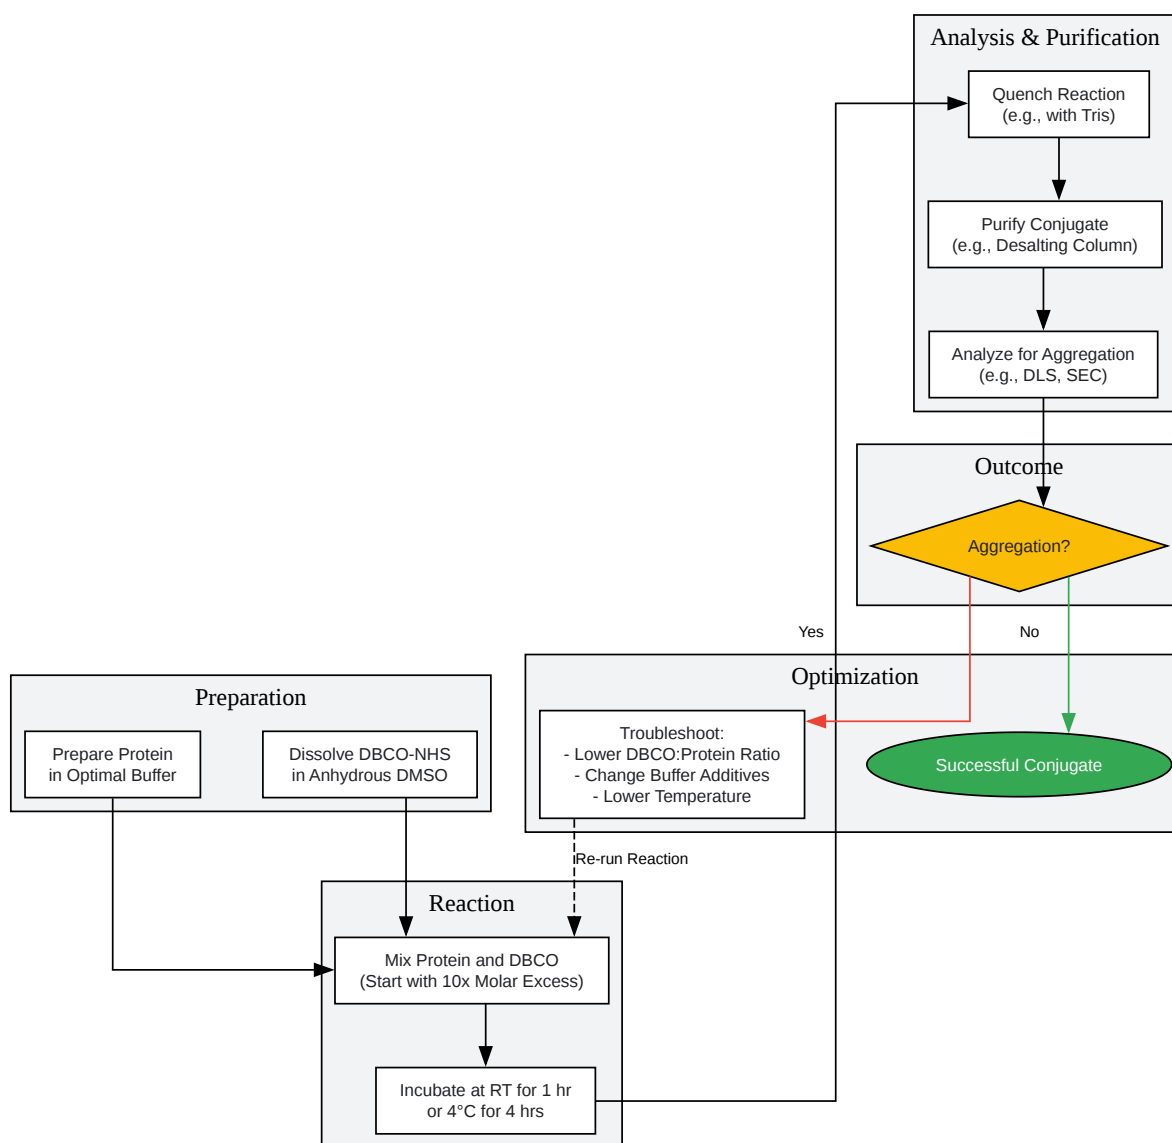 Analysis & Purification
Quench Reaction
(e.g., with Tris)
Purify Conjugate
(e.g., Desalting Column)
Analyze for Aggregation
(e.g., DLS, SEC)
Outcome
Aggregation?
Yes
No
Optimization
Troubleshoot:
- Lower DBCO:Protein Ratio
- Change Buffer Additives
- Lower Temperature
Successful Conjugate
Preparation
Prepare Protein
in Optimal Buffer
Dissolve DBCO-NHS
in Anhydrous DMSO
Re-run Reaction
Reaction
Mix Protein and DBCO
(Start with 10x Molar Excess)
Incubate at RT for 1 hr
or 4°C for 4 hrs